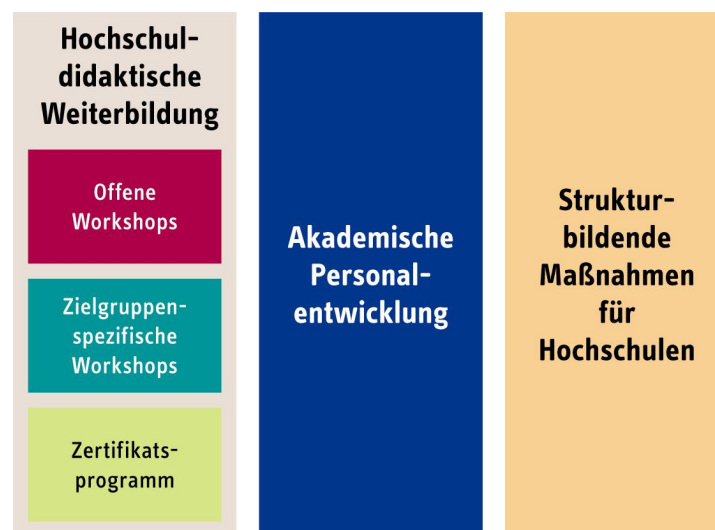 Hochschul-
didaktische
Weiterbildung
Offene
Workshops
Zielgruppen-
spezifische
Workshops
Zertifikats-
programm
Akademische
Personal-
entwicklung
Struktur-
bildende
Maßnahmen
für
Hochschulen